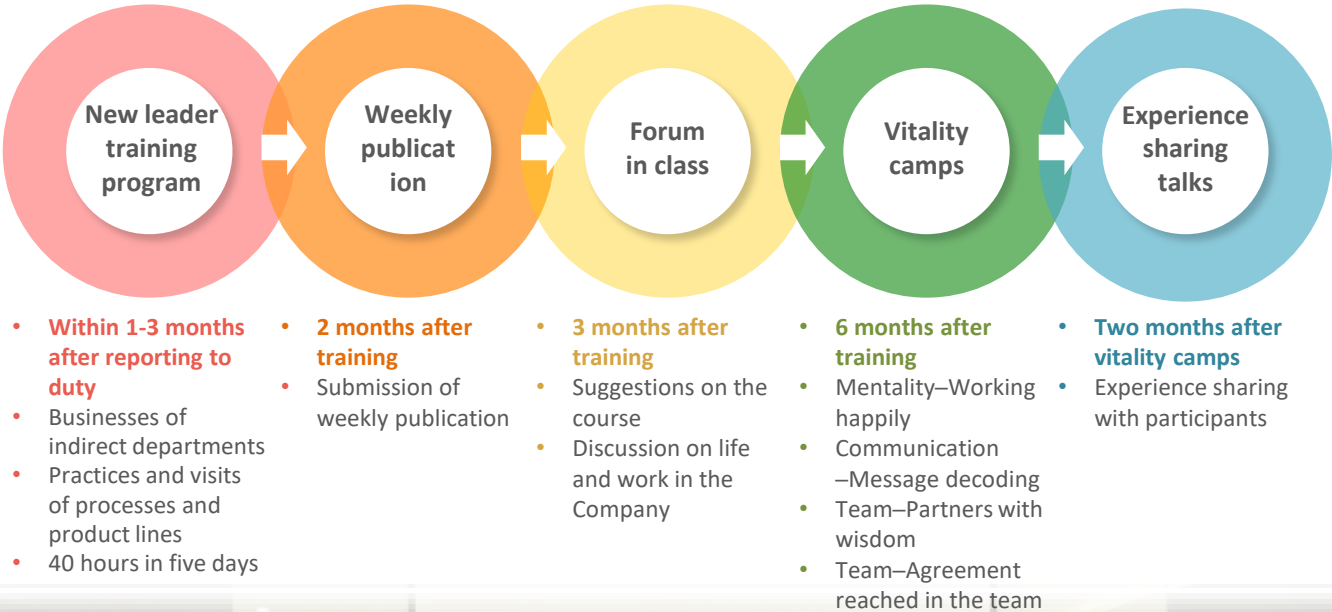 New leader
training
program
Weekly
publicat
ion
Forum
in class
Vitality
camps
Experience
sharing
talks
• Within 1-3 months
after reporting to
duty
• Businesses of
indirect departments
• Practices and visits
of processes and
product lines
• 40 hours in five days
• 2 months after
training
• Submission of
weekly publication
• 3 months after
training
• Suggestions on the
course
• Discussion on life
and work in the
Company
• 6 months after
training
• Mentality–Working
happily
• Communication
–Message decoding
• Team–Partners with
wisdom
• Team–Agreement
reached in the team
• Two months after
vitality camps
• Experience sharing
with participants